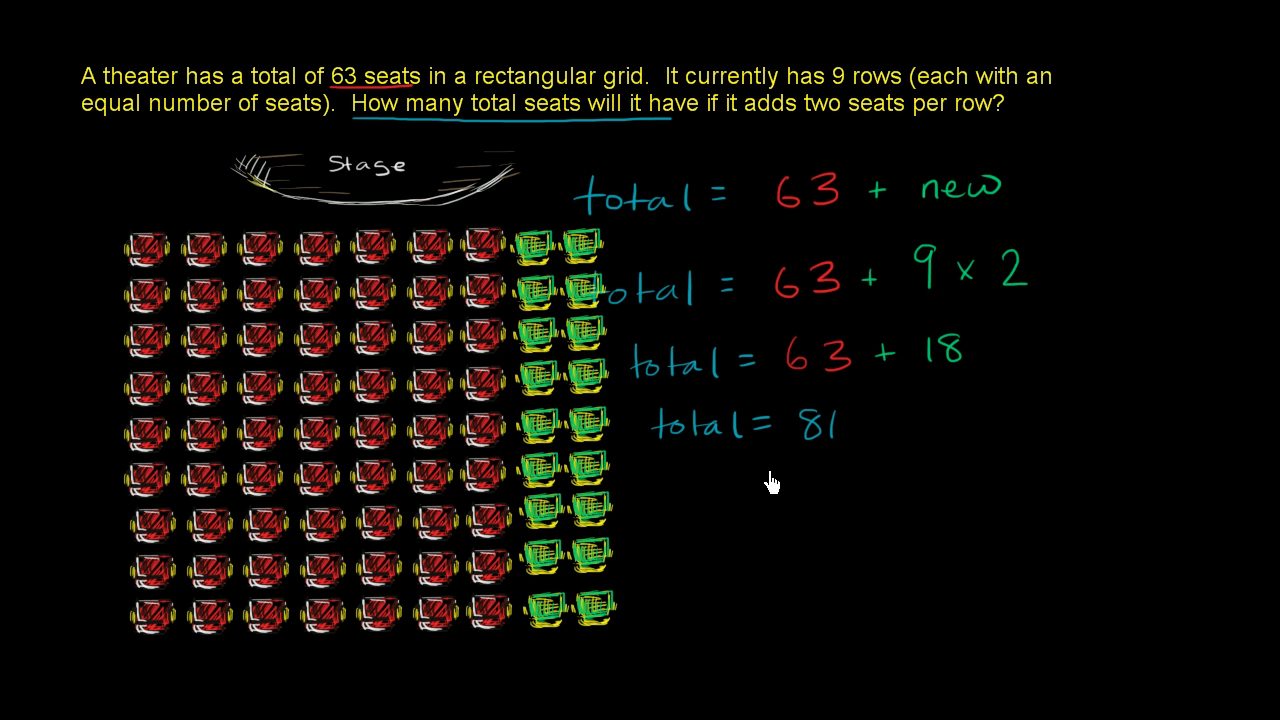 A theater has a total of 63 seats in a rectangular grid.  It currently has 9 rows (each with an
equal number of seats).  How many total seats will it have if it adds two seats per row?
Stage
total = 63 + new
total = 63 + 9 x 2
total = 63 + 18
total = 81